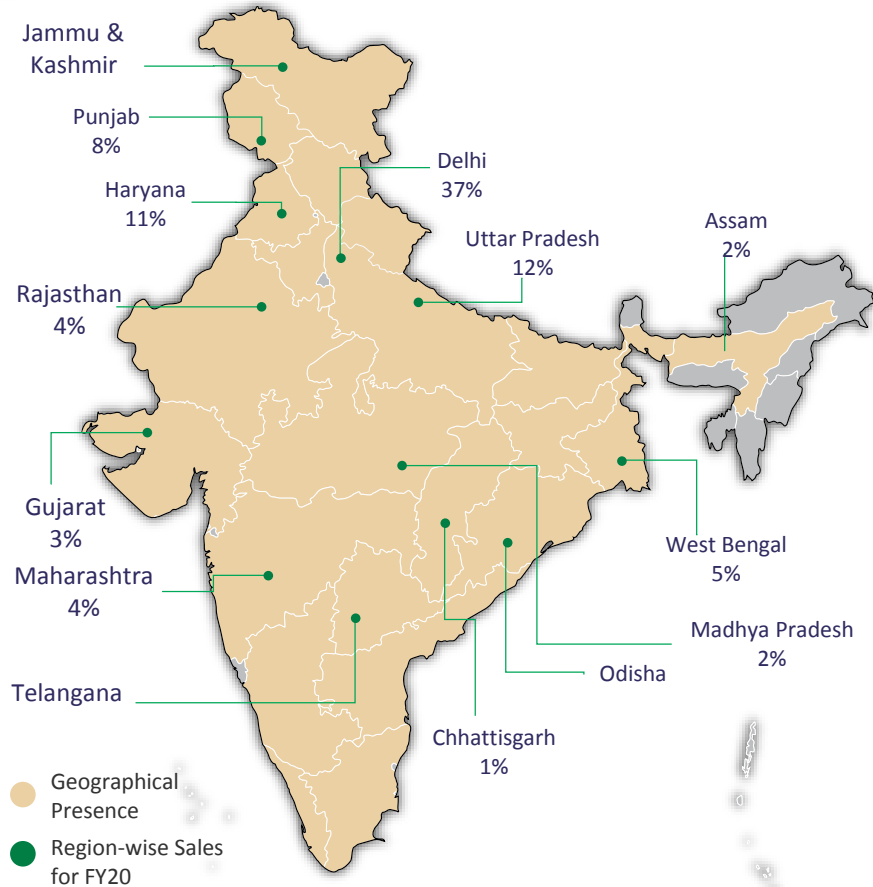 Jammu &
Kashmir
Punjab
8%
Delhi
37%
Haryana
11%
Assam
2%
Uttar Pradesh
12%
Rajasthan
4%
Gujarat
3%
West Bengal
5%
Maharashtra
4%
Madhya Pradesh
2%
Odisha
Telangana
Chhattisgarh
1%
Geographical
Presence
Region-wise Sales
for FY20